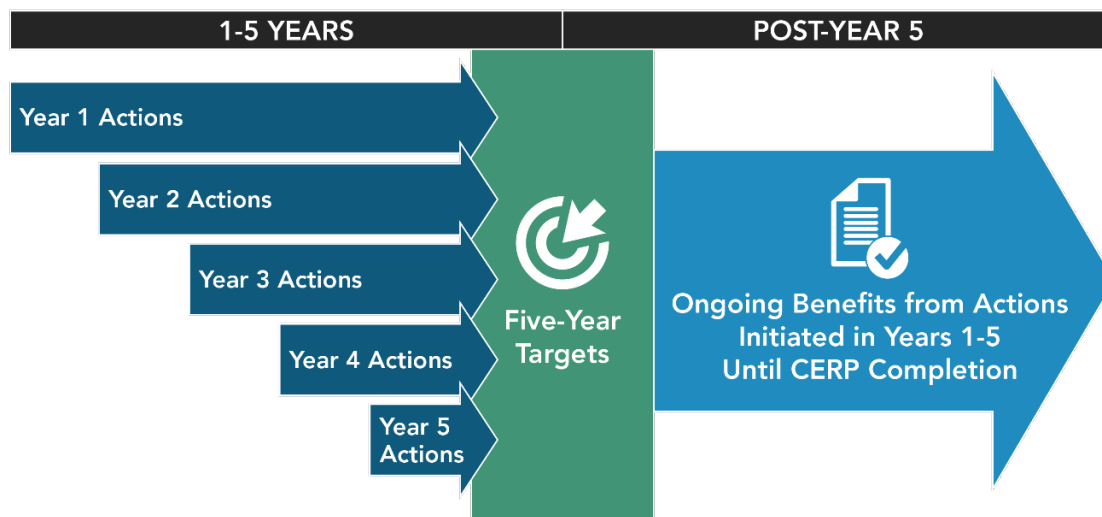 1-5 YEARS
POST-YEAR 5
Year 1 Actions
Year 2 Actions
Year 3 Actions
Year 4 Actions
Year 5
Actions
Five-Year
Targets
Ongoing Benefits from Actions
Initiated in Years 1-5
Until CERP Completion